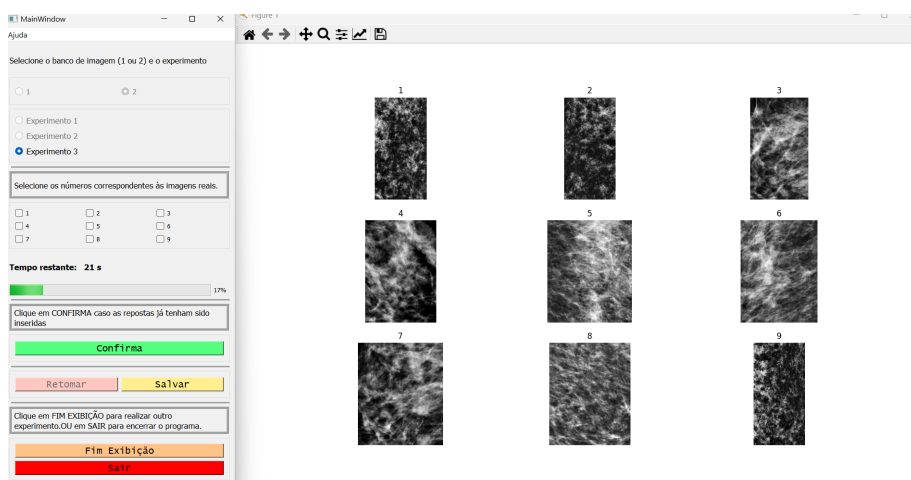 MainWindow
Figure 1
Ajuda
Selecione o banco de imagem (1 ou 2) e o experimento
1 2
Experimento 1
Experimento 2
Experimento 3
Selecione os números correspondentes às imagens reais.
1 2 3
4 5 6
7 8 9
Tempo restante: 21 s
17%
Clique em CONFIRMA caso as repostas já tenham sido
inseridas
Confirma
Retomar Salvar
Clique em FIM EXIBIÇÃO para realizar outro
experimento.OU em SAIR para encerrar o programa.
Fim Exibição
Sair
1 2 3
4 5 6
7 8 9